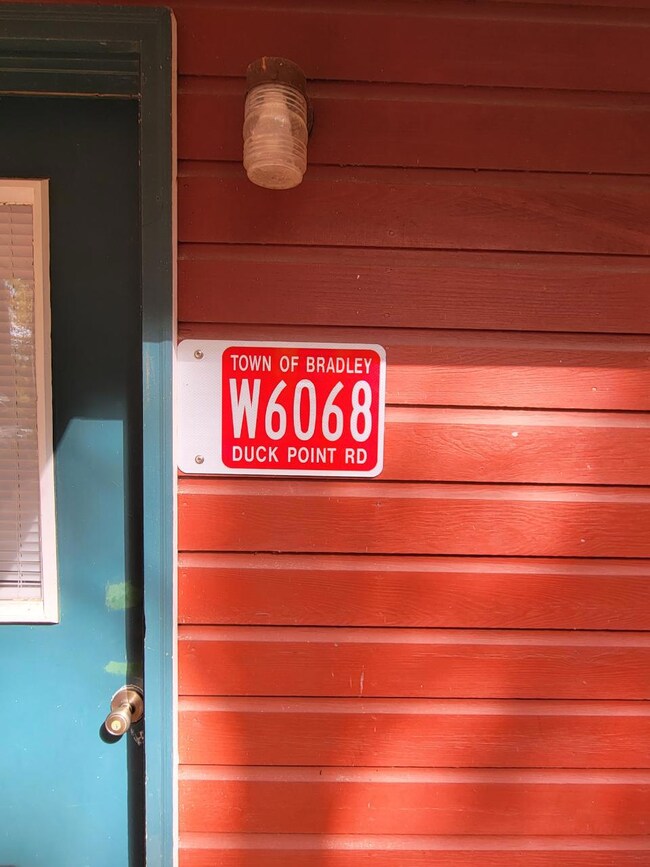 TOWN OF BRADLEY
W6068
DUCK POINT RD